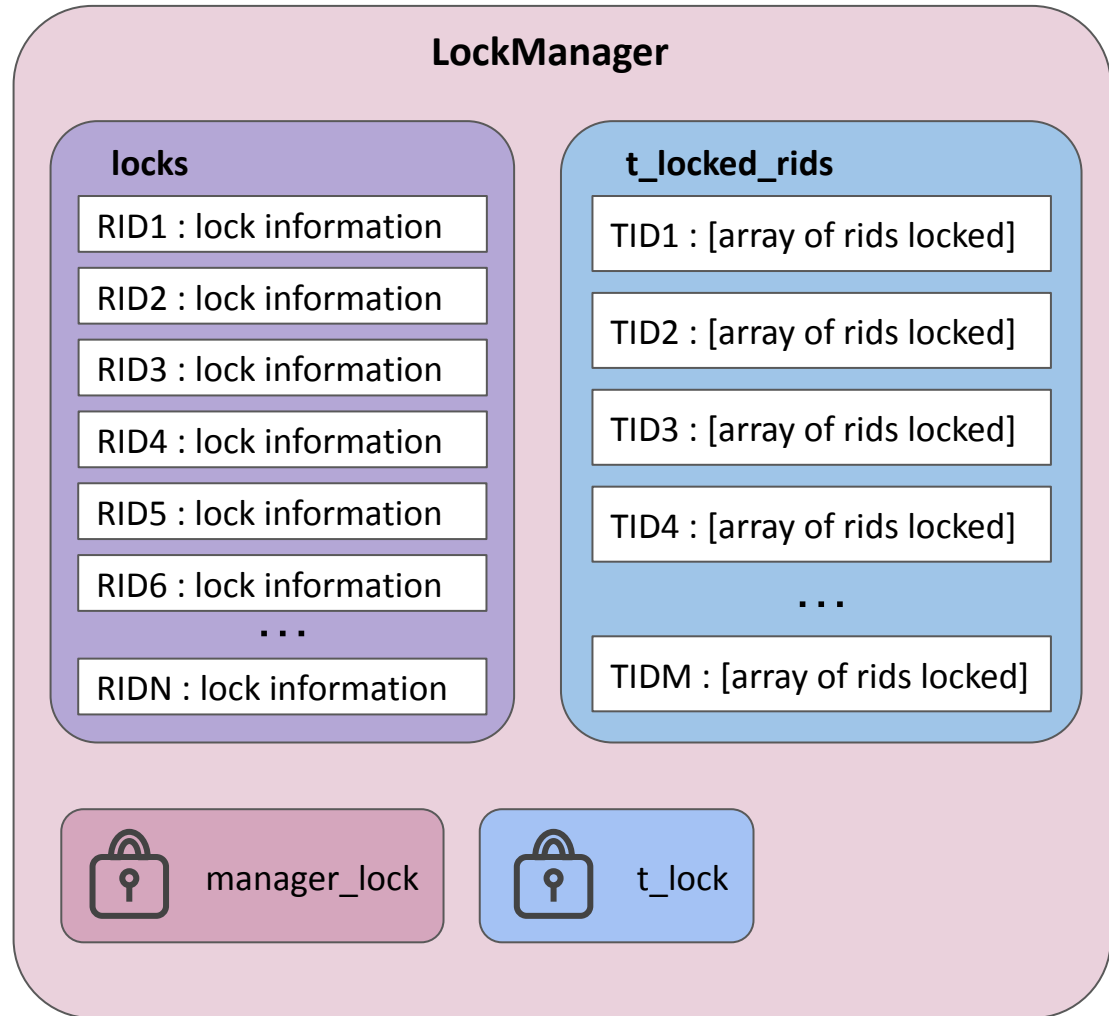 LockManager
locks
RID1 : lock information
RID2 : lock information
RID3 : lock information
RID4 : lock information
RID5 : lock information
RID6 : lock information
...
RIDN : lock information
t_locked_rids
TID1 : [array of rids locked]
TID2 : [array of rids locked]
TID3 : [array of rids locked]
TID4 : [array of rids locked]
...
TIDM : [array of rids locked]
manager_lock
t_lock